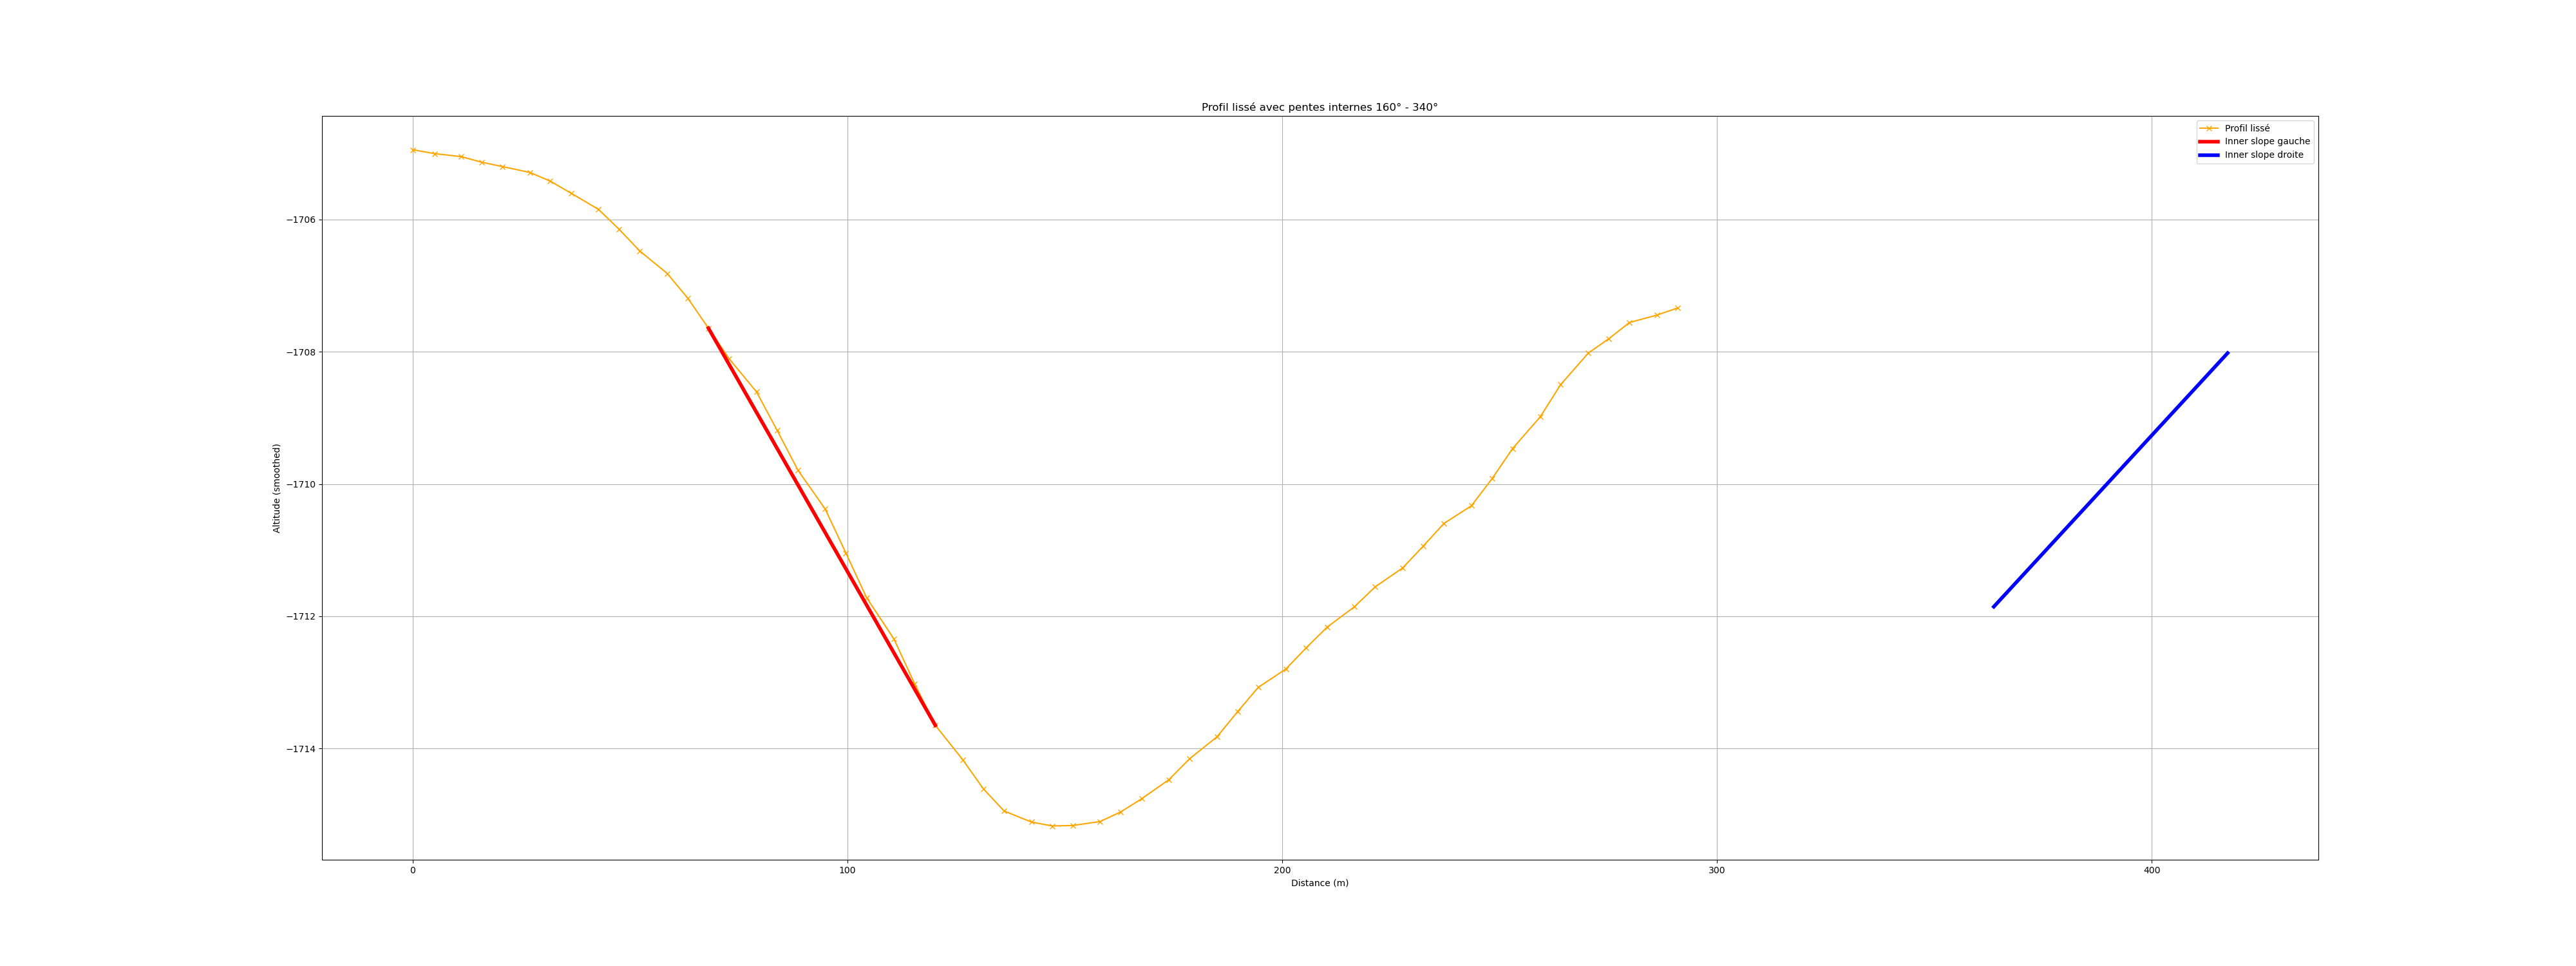 Profil lissé avec pentes internes 160° - 340°
Profil lissé
Inner slope gauche
Inner slope droite
−1706
−1708
−1710
−1712
−1714
Altitude (smoothed)
0
100
200
300
400
Distance (m)